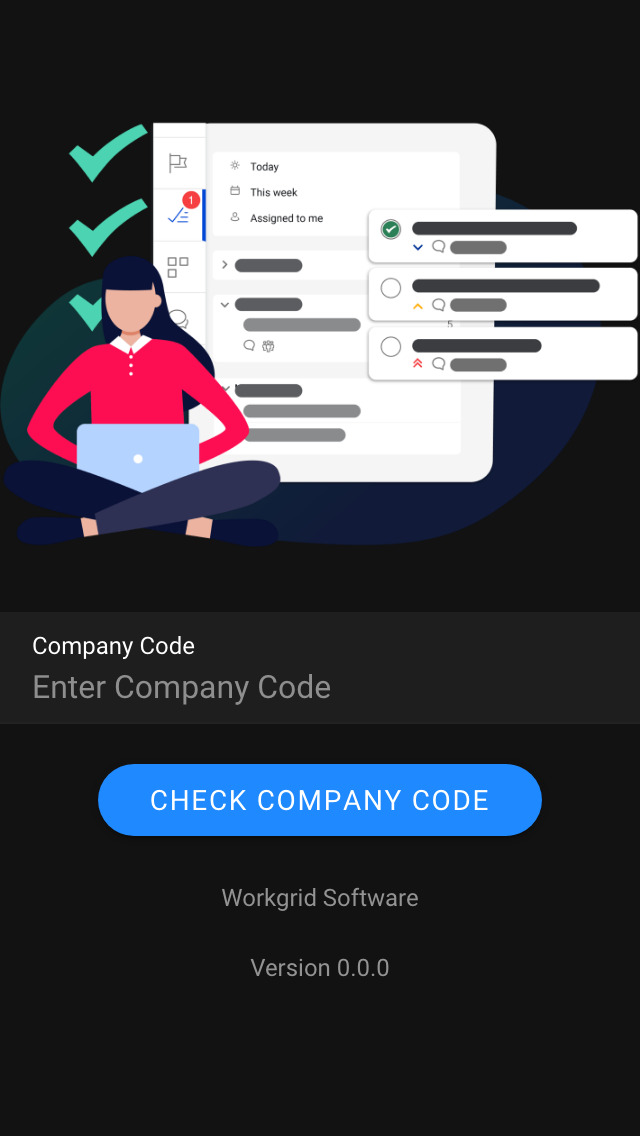 1
Today
This week
Assigned to me
5
Company Code
Enter Company Code
CHECK COMPANY CODE
Workgrid Software
Version 0.0.0